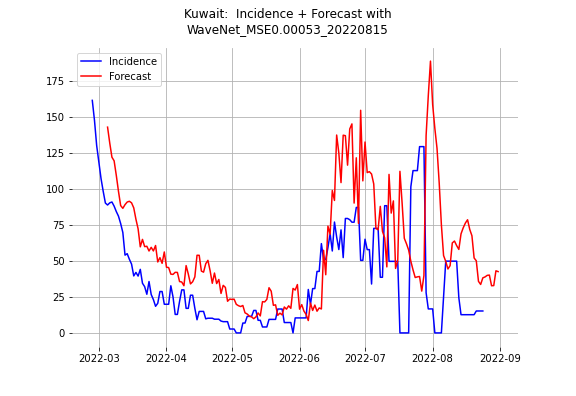 Kuwait:  Incidence + Forecast with
WaveNet_MSE0.00053_20220815
Incidence
Forecast
175
150
125
100
75
50
25
0
2022-03 2022-04 2022-05 2022-06 2022-07 2022-08 2022-09